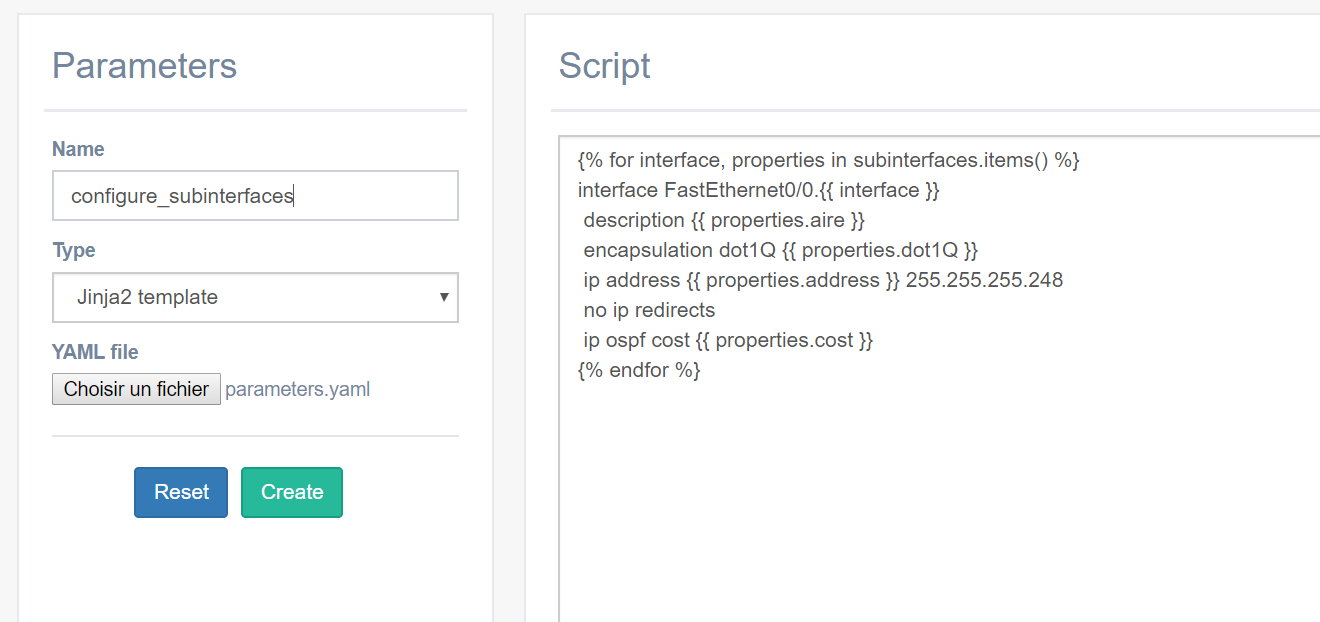 Parameters
Name
configure_subinterfaces
Type
Jinja2 template
YAML file
Choisir un fichier parameters.yaml
Reset Create
Script
{% for interface, properties in subinterfaces.items() %}
interface FastEthernet0/0.{{ interface }}
 description {{ properties.aire }}
 encapsulation dot1Q {{ properties.dot1Q }}
 ip address {{ properties.address }} 255.255.255.248
 no ip redirects
 ip ospf cost {{ properties.cost }}
{% endfor %}